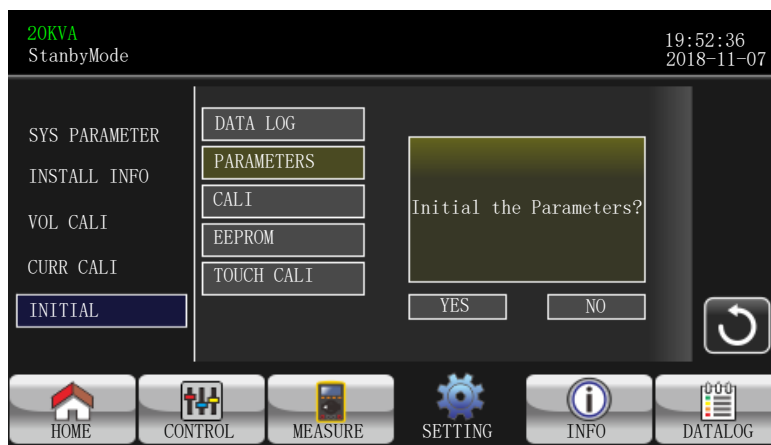 20KVA
StanbyMode
19:52:36
2018-11-07
SYS PARAMETER
INSTALL INFO
VOL CALI
CURR CALI
INITIAL
DATA LOG
PARAMETERS
CALI
EEPROM
TOUCH CALI
Initial the Parameters?
YES
NO
HOME
CONTROL
MEASURE
SETTING
INFO
DATALOG